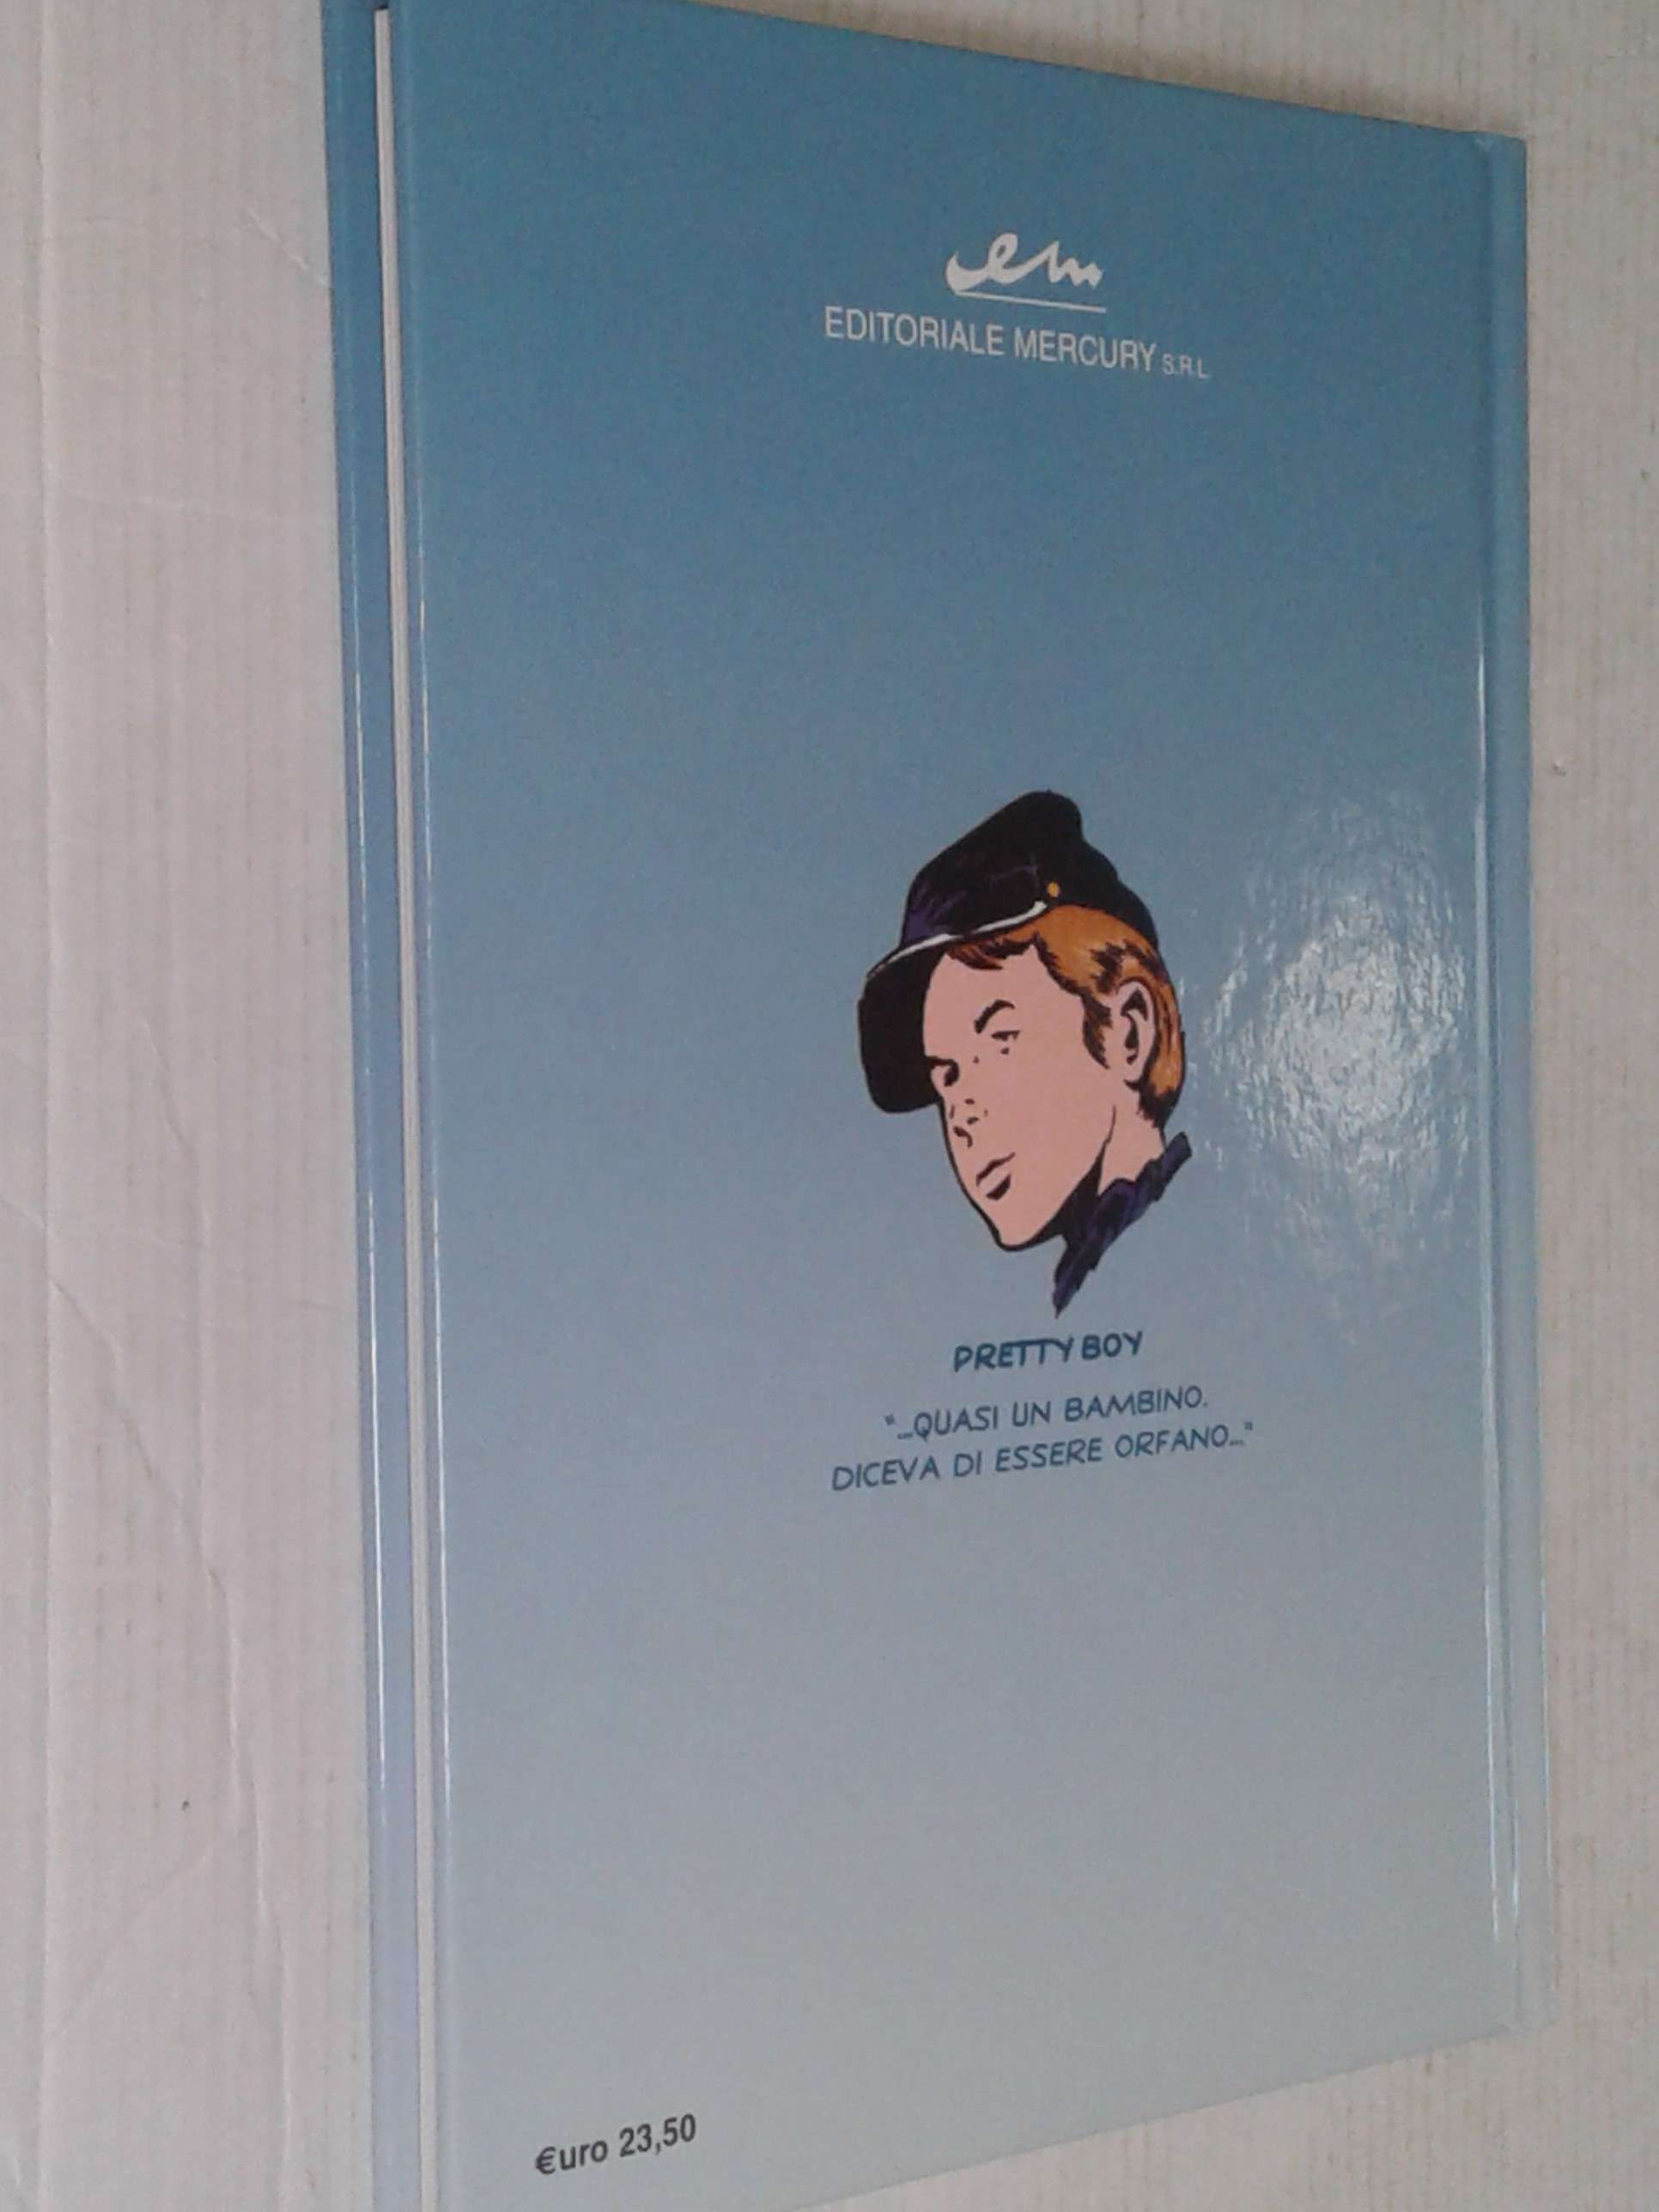 em
EDITORIALE MERCURY S.R.L.
PRETTY BOY
"...QUASI UN BAMBINO.
DICEVA DI ESSERE ORFANO..."
€uro 23,50